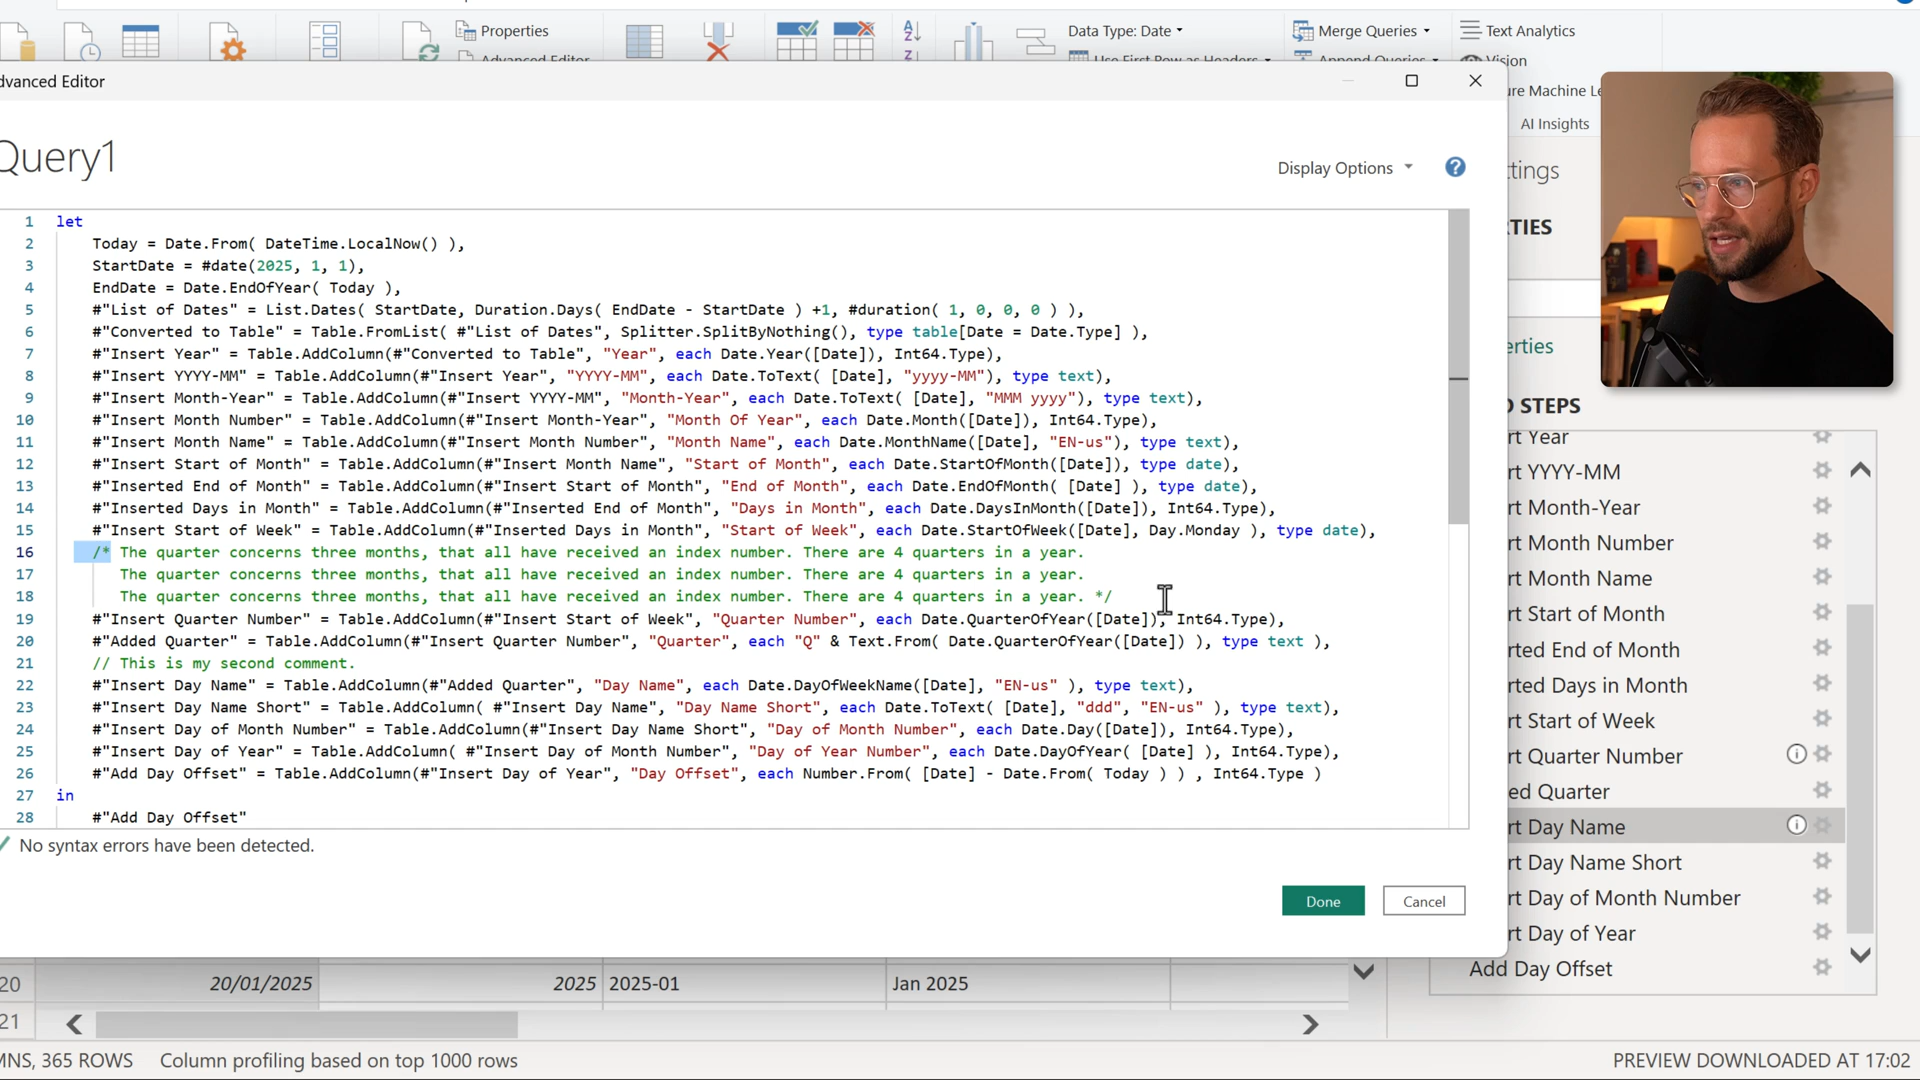 Properties
Advanced Editor
Data Type: Date
Use First Row as Headers
Merge Queries
Append Queries
Text Analytics
Vision
ure Machine Le
AI Insights
dvanced Editor
Query1
Display Options
?
ttings
TIES
erties
D STEPS
1 let
2 Today = Date.From( DateTime.LocalNow() ),
3 StartDate = #date(2025, 1, 1),
4 EndDate = Date.EndOfYear( Today ),
5 #"List of Dates" = List.Dates( StartDate, Duration.Days( EndDate - StartDate ) +1, #duration( 1, 0, 0, 0 ) ),
6 #"Converted to Table" = Table.FromList( #"List of Dates", Splitter.SplitByNothing(), type table[Date = Date.Type] ),
7 #"Insert Year" = Table.AddColumn(#"Converted to Table", "Year", each Date.Year([Date]), Int64.Type),
8 #"Insert YYYY-MM" = Table.AddColumn(#"Insert Year", "YYYY-MM", each Date.ToText( [Date], "yyyy-MM"), type text),
9 #"Insert Month-Year" = Table.AddColumn(#"Insert YYYY-MM", "Month-Year", each Date.ToText( [Date], "MMM yyyy"), type text),
10 #"Insert Month Number" = Table.AddColumn(#"Insert Month-Year", "Month Of Year", each Date.Month([Date]), Int64.Type),
11 #"Insert Month Name" = Table.AddColumn(#"Insert Month Number", "Month Name", each Date.MonthName([Date], "EN-us"), type text),
12 #"Insert Start of Month" = Table.AddColumn(#"Insert Month Name", "Start of Month", each Date.StartOfMonth([Date]), type date),
13 #"Inserted End of Month" = Table.AddColumn(#"Insert Start of Month", "End of Month", each Date.EndOfMonth( [Date] ), type date),
14 #"Inserted Days in Month" = Table.AddColumn(#"Inserted End of Month", "Days in Month", each Date.DaysInMonth([Date]), Int64.Type),
15 #"Insert Start of Week" = Table.AddColumn(#"Inserted Days in Month", "Start of Week", each Date.StartOfWeek([Date], Day.Monday ), type date),
16 /* The quarter concerns three months, that all have received an index number. There are 4 quarters in a year.
17 The quarter concerns three months, that all have received an index number. There are 4 quarters in a year.
18 The quarter concerns three months, that all have received an index number. There are 4 quarters in a year. */
19 #"Insert Quarter Number" = Table.AddColumn(#"Insert Start of Week", "Quarter Number", each Date.QuarterOfYear([Date]), Int64.Type),
20 #"Added Quarter" = Table.AddColumn(#"Insert Quarter Number", "Quarter", each "Q" & Text.From( Date.QuarterOfYear([Date]) ), type text ),
21 // This is my second comment.
22 #"Insert Day Name" = Table.AddColumn(#"Added Quarter", "Day Name", each Date.DayOfWeekName([Date], "EN-us" ), type text),
23 #"Insert Day Name Short" = Table.AddColumn( #"Insert Day Name", "Day Name Short", each Date.ToText( [Date], "ddd", "EN-us" ), type text),
24 #"Insert Day of Month Number" = Table.AddColumn(#"Insert Day Name Short", "Day of Month Number", each Date.Day([Date]), Int64.Type),
25 #"Insert Day of Year" = Table.AddColumn( #"Insert Day of Month Number", "Day of Year Number", each Date.DayOfYear( [Date] ), Int64.Type),
26 #"Add Day Offset" = Table.AddColumn(#"Insert Day of Year", "Day Offset", each Number.From( [Date] - Date.From( Today ) ) , Int64.Type )
27 in
28 #"Add Day Offset"
No syntax errors have been detected.
Done
Cancel
rt Year
rt YYYY-MM
rt Month-Year
rt Month Number
rt Month Name
rt Start of Month
rted End of Month
rted Days in Month
rt Start of Week
rt Quarter Number
ed Quarter
rt Day Name
rt Day Name Short
rt Day of Month Number
rt Day of Year
Add Day Offset
20 20/01/2025 2025 2025-01 Jan 2025
21
MNS, 365 ROWS
Column profiling based on top 1000 rows
PREVIEW DOWNLOADED AT 17:02